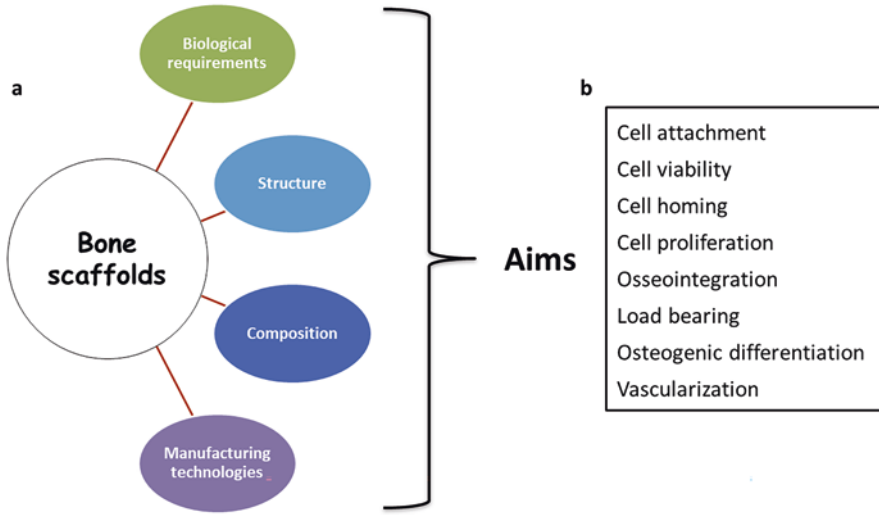 Biological
requirements
a
b
Structure
Bone
scaffolds
Composition
Manufacturing
technologies
Aims
Cell attachment
Cell viability
Cell homing
Cell proliferation
Osseointegration
Load bearing
Osteogenic differentiation
Vascularization